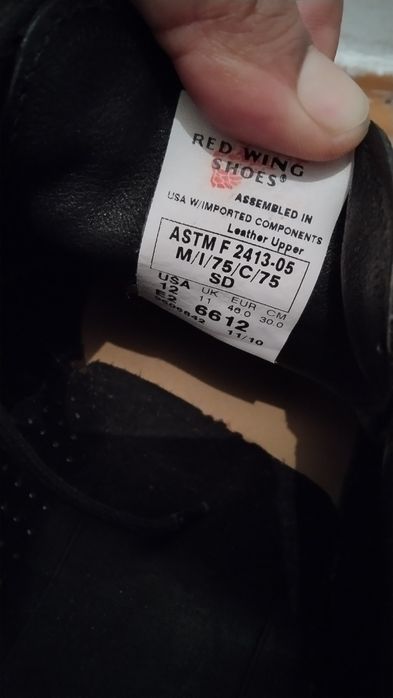 RED WING
SHOES®
ASSEMBLED IN
USA W/IMPORTED COMPONENTS
Leather Upper
ASTM F 2413-05
M/I/75/C/75
SD
USA UK EUR CM
12 11 46.0 30.0
E2 6612
11/10